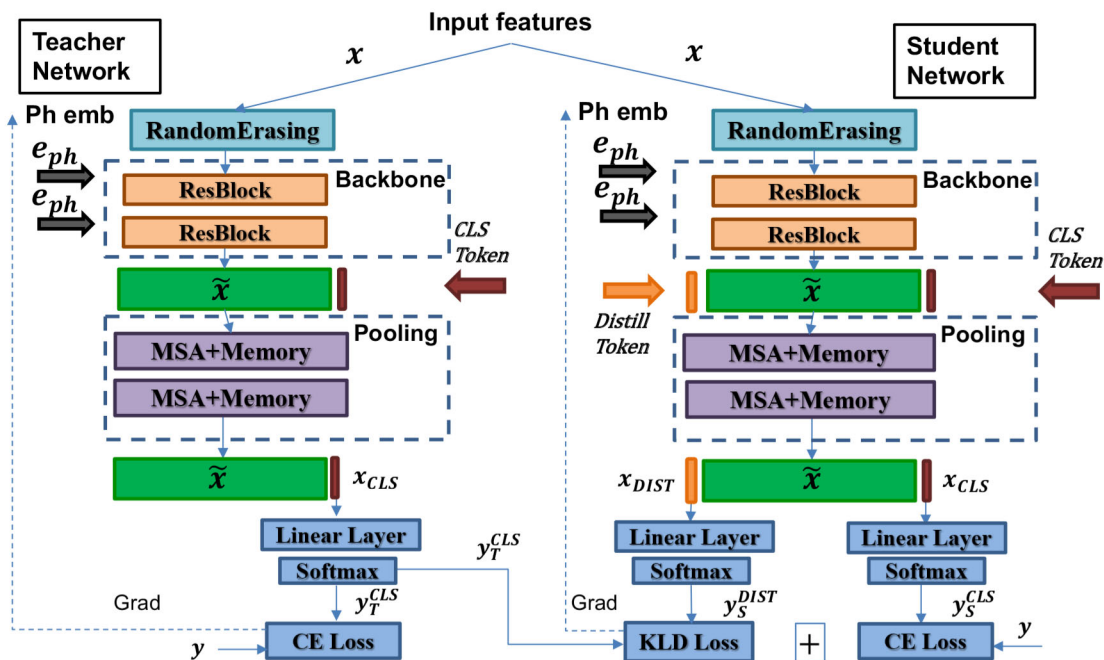 Input features
Teacher
Network
x
x
Student
Network
Ph emb
RandomErasing
e_ph
e_ph
Backbone
ResBlock
ResBlock
CLS
Token
x̃
Pooling
MSA+Memory
MSA+Memory
x̃
x_CLS
Linear Layer
Softmax
y_T^CLS
y_T^CLS
Grad
y
CE Loss
Ph emb
RandomErasing
e_ph
e_ph
Backbone
ResBlock
ResBlock
CLS
Token
x̃
Distill
Token
Pooling
MSA+Memory
MSA+Memory
x_DIST
x̃
x_CLS
Linear Layer
Linear Layer
Softmax
Softmax
Grad
y_S^DIST
y_S^CLS
KLD Loss
+
CE Loss
y